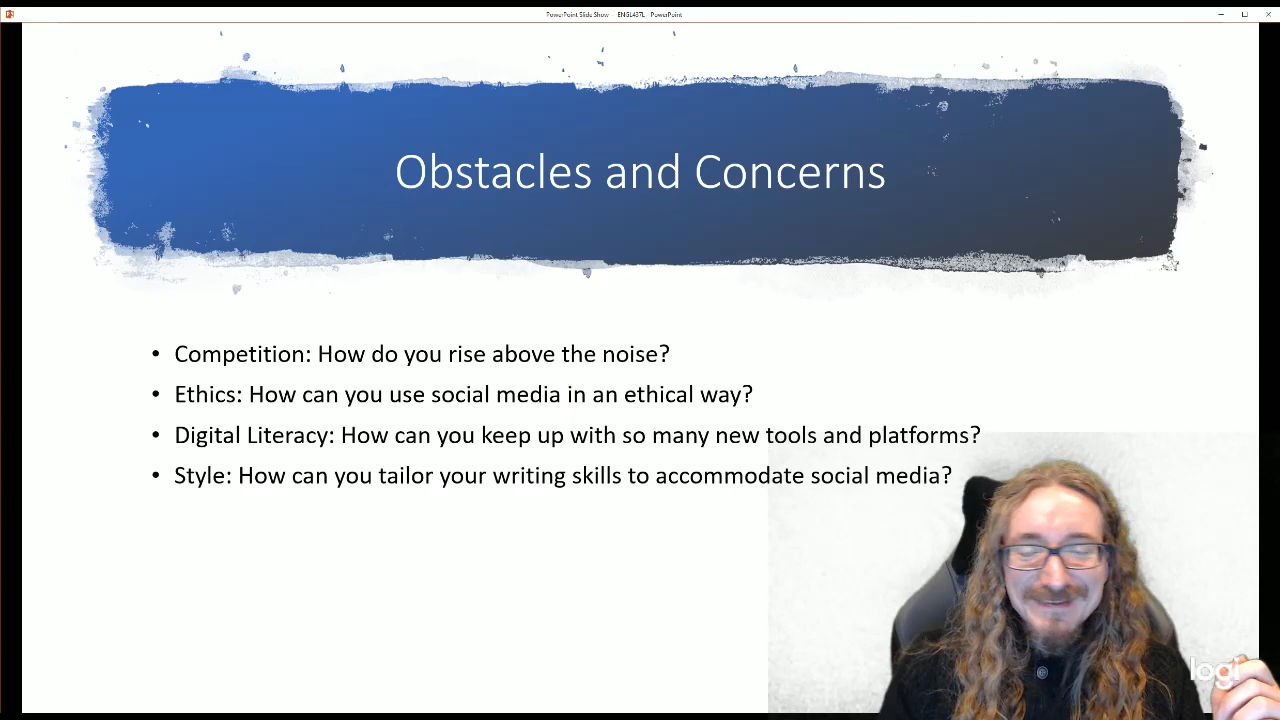 PowerPoint Slide Show - ENGL437L - PowerPoint
Obstacles and Concerns
• Competition: How do you rise above the noise?
• Ethics: How can you use social media in an ethical way?
• Digital Literacy: How can you keep up with so many new tools and platforms?
• Style: How can you tailor your writing skills to accommodate social media?
logi